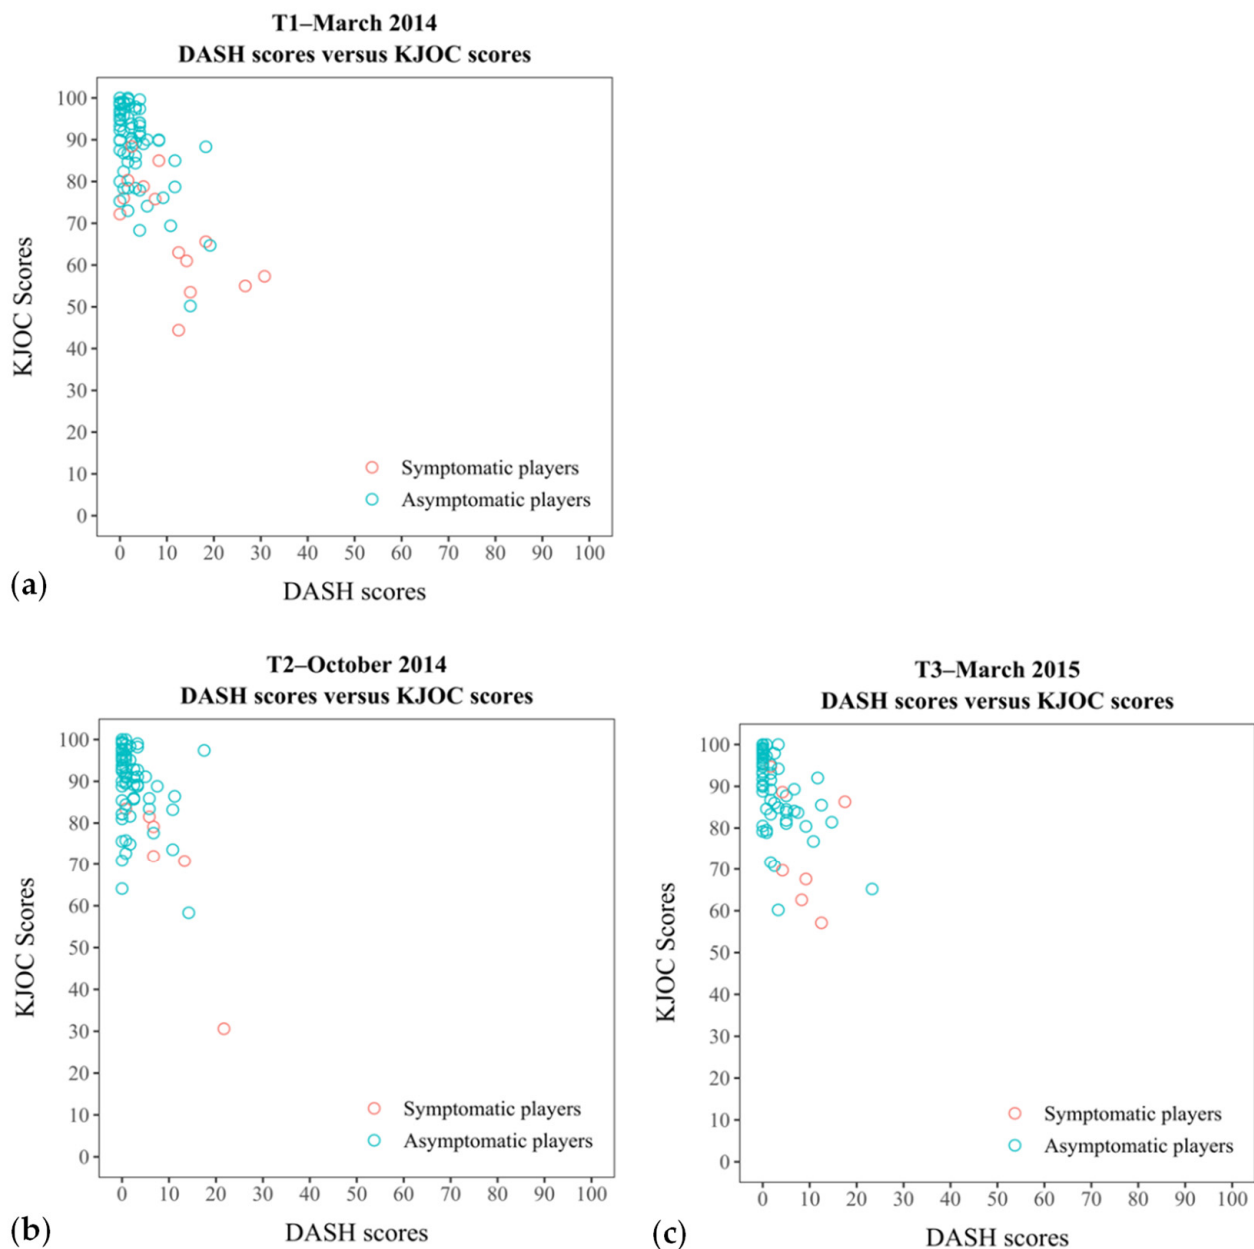 T1–March 2014
DASH scores versus KJOC scores
KJOC Scores
100
90
80
70
60
50
40
30
20
10
0
Symptomatic players
Asymptomatic players
0 10 20 30 40 50 60 70 80 90 100
DASH scores
(a)
T2–October 2014
DASH scores versus KJOC scores
KJOC Scores
100
90
80
70
60
50
40
30
20
10
0
Symptomatic players
Asymptomatic players
0 10 20 30 40 50 60 70 80 90 100
DASH scores
(b)
T3–March 2015
DASH scores versus KJOC scores
KJOC Scores
100
90
80
70
60
50
40
30
20
10
0
Symptomatic players
Asymptomatic players
0 10 20 30 40 50 60 70 80 90 100
DASH scores
(c)